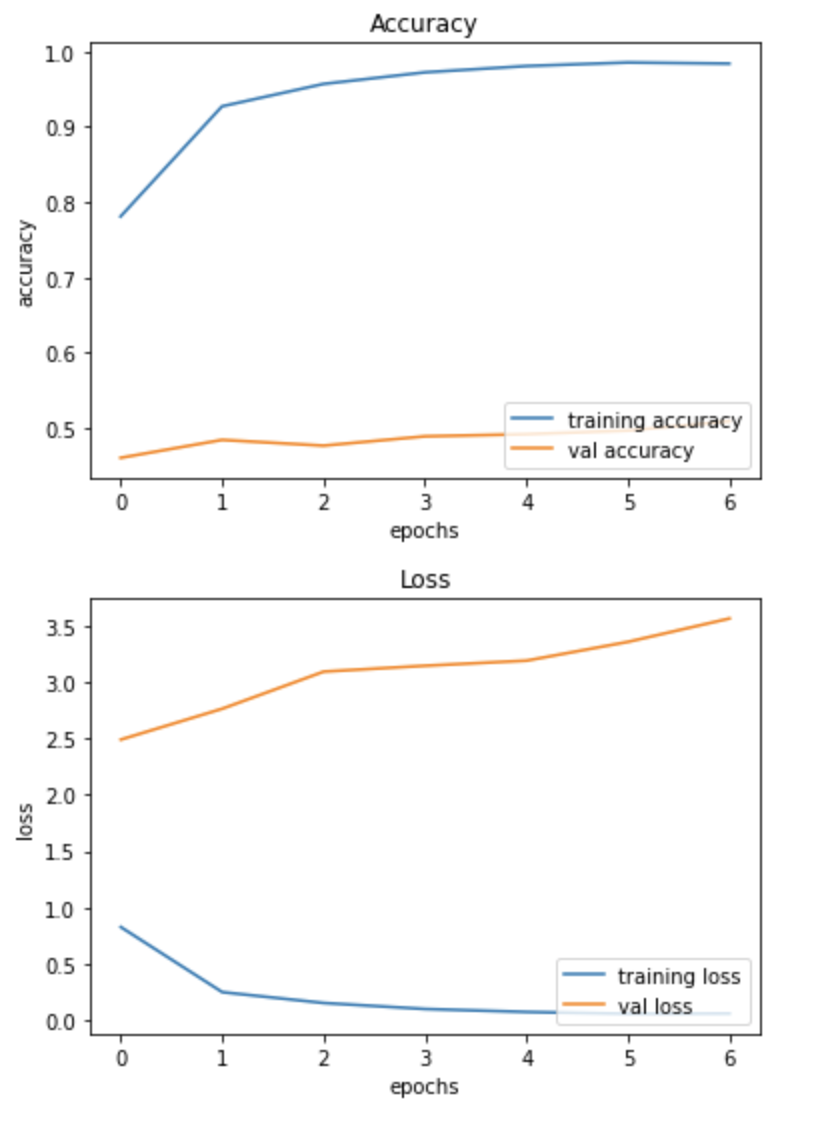 Accuracy
1.0
0.9
0.8
0.7
0.6
0.5
accuracy
training accuracy
val accuracy
0 1 2 3 4 5 6
epochs
Loss
3.5
3.0
2.5
2.0
1.5
1.0
0.5
0.0
loss
training loss
val loss
0 1 2 3 4 5 6
epochs